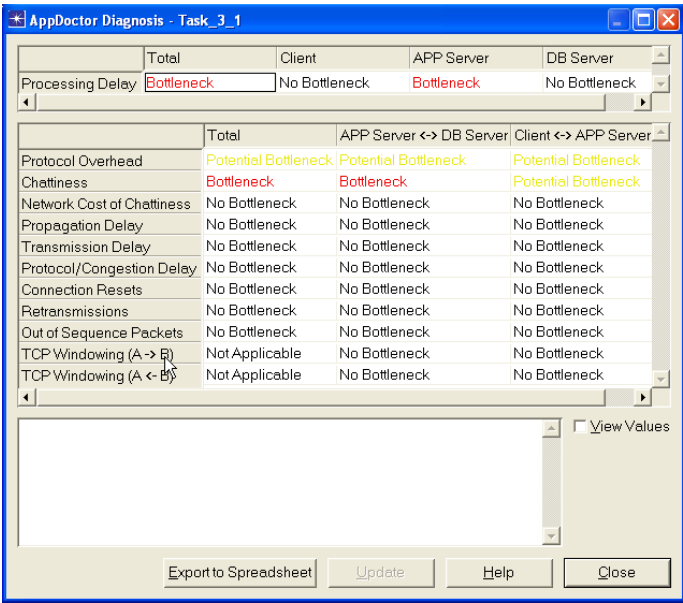 AppDoctor Diagnosis - Task_3_1
Total Client APP Server DB Server
Processing Delay Bottleneck No Bottleneck Bottleneck No Bottleneck
Total APP Server <-> DB Server Client <-> APP Server
Protocol Overhead Potential Bottleneck Potential Bottleneck Potential Bottleneck
Chattiness Bottleneck Bottleneck Potential Bottleneck
Network Cost of Chattiness No Bottleneck No Bottleneck No Bottleneck
Propagation Delay No Bottleneck No Bottleneck No Bottleneck
Transmission Delay No Bottleneck No Bottleneck No Bottleneck
Protocol/Congestion Delay No Bottleneck No Bottleneck No Bottleneck
Connection Resets No Bottleneck No Bottleneck No Bottleneck
Retransmissions No Bottleneck No Bottleneck No Bottleneck
Out of Sequence Packets No Bottleneck No Bottleneck No Bottleneck
TCP Windowing (A -> B) Not Applicable No Bottleneck No Bottleneck
TCP Windowing (A <- B) Not Applicable No Bottleneck No Bottleneck
View Values
Export to Spreadsheet Update Help Close